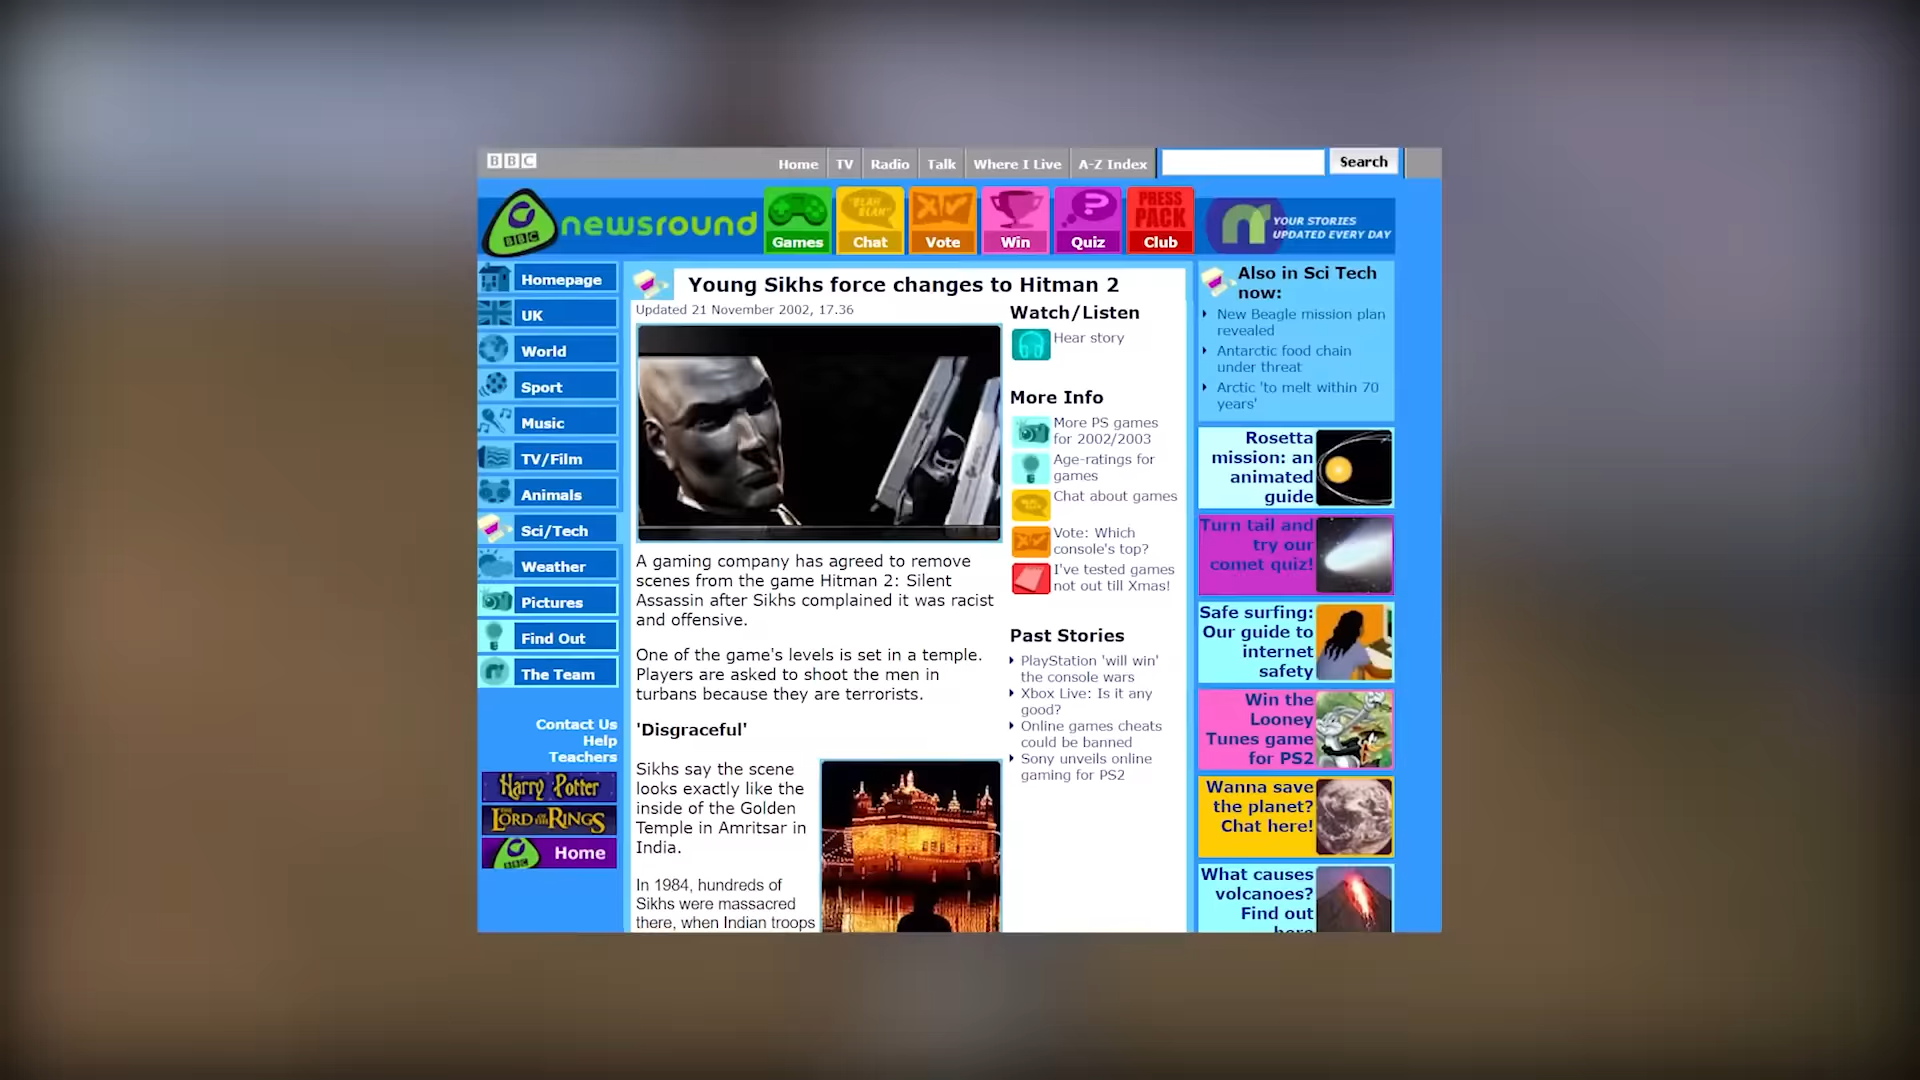 BBC
Home TV Radio Talk Where I Live A-Z Index Search
BBC newsround
Games
"BLAH BLAH"
Chat
Vote
Win
?
Quiz
PRESS
PACK
Club
YOUR STORIES
UPDATED EVERY DAY
Homepage
UK
World
Sport
Music
TV/Film
Animals
Sci/Tech
Weather
Pictures
Find Out
The Team
Contact Us
Help
Teachers
Harry Potter
THE LORD OF THE RINGS
BBC Home
Young Sikhs force changes to Hitman 2
Updated 21 November 2002, 17.36
A gaming company has agreed to remove
scenes from the game Hitman 2: Silent
Assassin after Sikhs complained it was racist
and offensive.
One of the game's levels is set in a temple.
Players are asked to shoot the men in
turbans because they are terrorists.
'Disgraceful'
Sikhs say the scene
looks exactly like the
inside of the Golden
Temple in Amritsar in
India.
In 1984, hundreds of
Sikhs were massacred
there, when Indian troops
Watch/Listen
Hear story
More Info
More PS games
for 2002/2003
Age-ratings for
games
Chat about games
Vote: Which
console's top?
I've tested games
not out till Xmas!
Past Stories
PlayStation 'will win'
the console wars
Xbox Live: Is it any
good?
Online games cheats
could be banned
Sony unveils online
gaming for PS2
Also in Sci Tech
now:
New Beagle mission plan
revealed
Antarctic food chain
under threat
Arctic 'to melt within 70
years'
Rosetta
mission: an
animated
guide
Turn tail and
try our
comet quiz!
Safe surfing:
Our guide to
internet
safety
Win the
Looney
Tunes game
for PS2
Wanna save
the planet?
Chat here!
What causes
volcanoes?
Find out
here